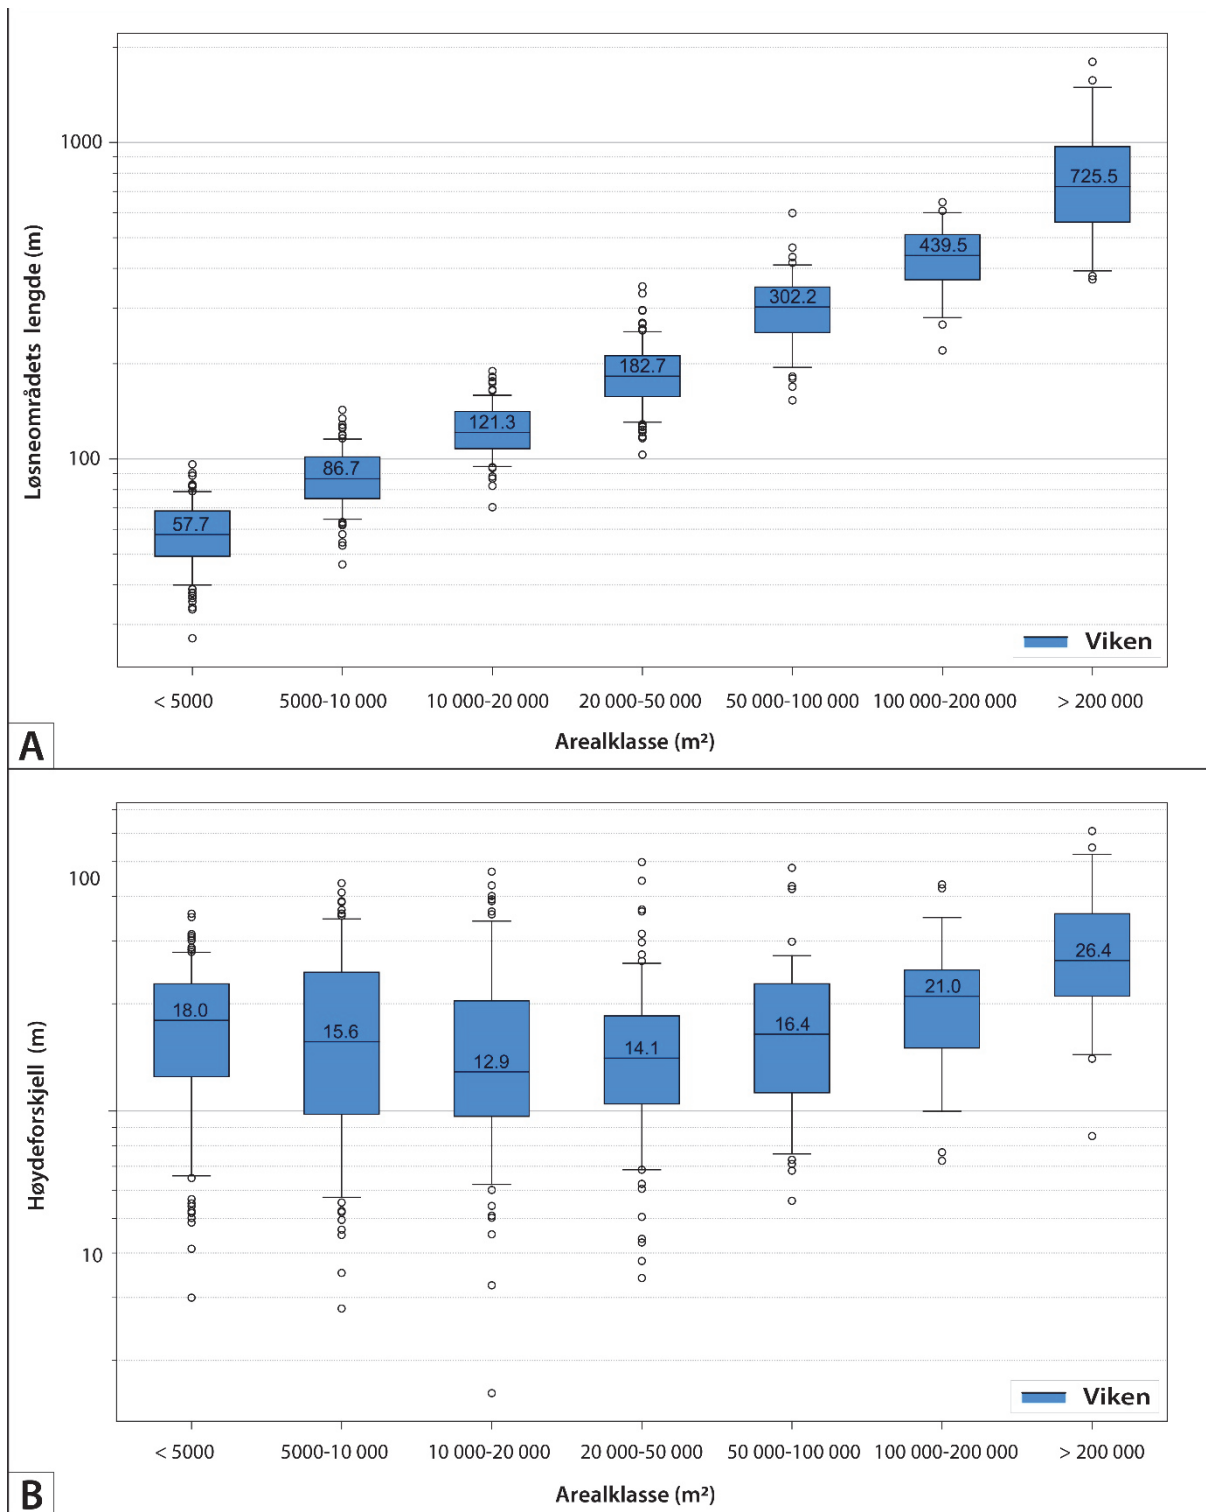 1000
100
Løsneområdets lengde (m)
57.7
86.7
121.3
182.7
302.2
439.5
725.5
Viken
< 5000
5000-10 000
10 000-20 000
20 000-50 000
50 000-100 000
100 000-200 000
> 200 000
Arealklasse (m²)
A
100
10
Høydeforskjell (m)
18.0
15.6
12.9
14.1
16.4
21.0
26.4
Viken
< 5000
5000-10 000
10 000-20 000
20 000-50 000
50 000-100 000
100 000-200 000
> 200 000
Arealklasse (m²)
B